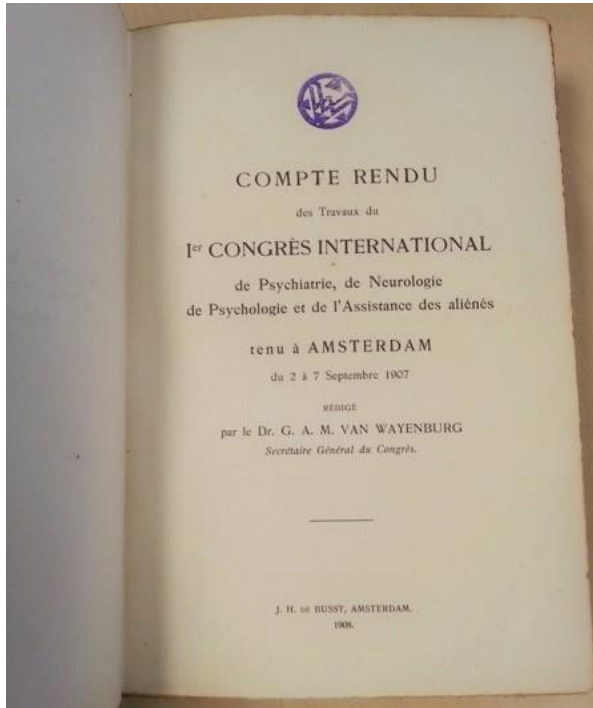 COMPTE RENDU
des Travaux du
Ier CONGRÈS INTERNATIONAL
de Psychiatrie, de Neurologie
de Psychologie et de l'Assistance des aliénés
tenu à AMSTERDAM
du 2 à 7 Septembre 1907
RÉDIGÉ
par le Dr. G. A. M. VAN WAYENBURG
Secrétaire Général du Congrès.
J. H. DE BUSSY, AMSTERDAM.
1908.